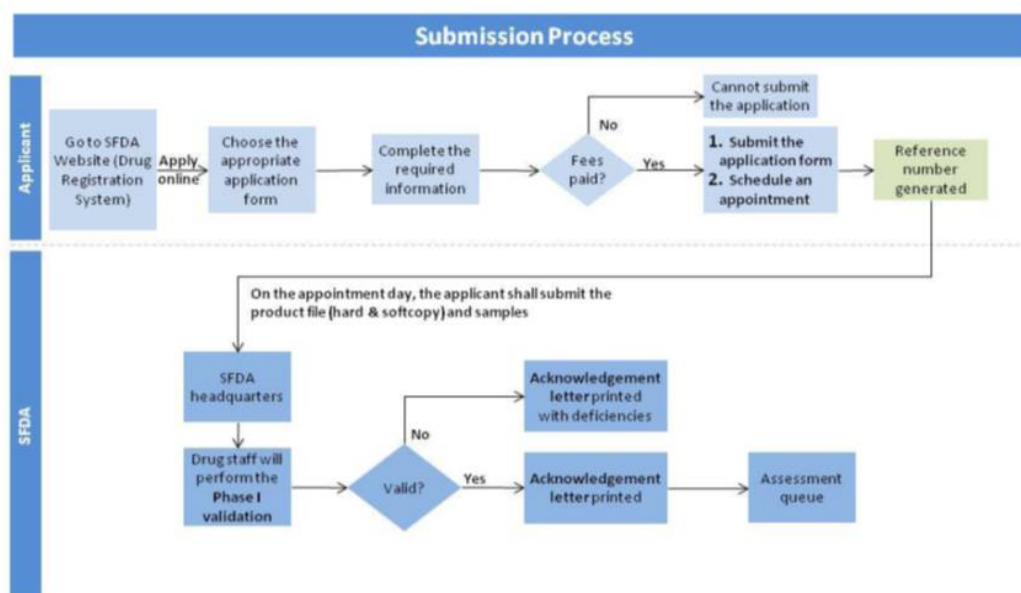 Submission Process
Applicant
Go to SFDA
Website (Drug
Registration
System)
Apply
online
Choose the
appropriate
application
form
Complete the
required
information
Fees
paid?
No
Cannot submit
the application
Yes
1. Submit the
application form
2. Schedule an
appointment
Reference
number
generated
SFDA
On the appointment day, the applicant shall submit the
product file (hard & softcopy) and samples
SFDA
headquarters
Drug staff will
perform the
Phase I
validation
Valid?
No
Acknowledgement
letter printed
with deficiencies
Yes
Acknowledgement
letter printed
Assessment
queue